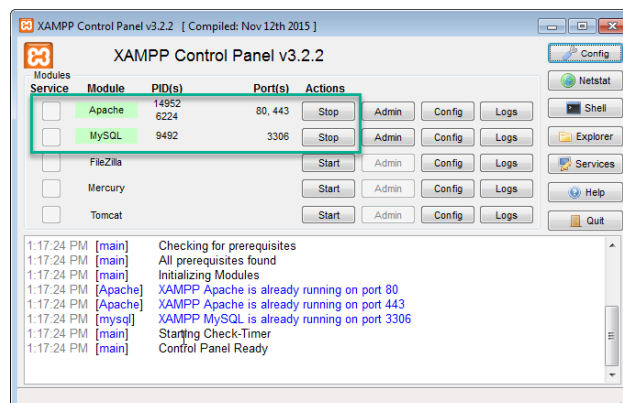 XAMPP Control Panel v3.2.2 [ Compiled: Nov 12th 2015 ]
XAMPP Control Panel v3.2.2
Config
Modules
Service Module PID(s) Port(s) Actions
Netstat
Apache 14952 6224 80, 443 Stop Admin Config Logs
Shell
MySQL 9492 3306 Stop Admin Config Logs
Explorer
FileZilla Start Admin Config Logs
Services
Mercury Start Admin Config Logs
Help
Tomcat Start Admin Config Logs
Quit
1:17:24 PM [main] Checking for prerequisites
1:17:24 PM [main] All prerequisites found
1:17:24 PM [main] Initializing Modules
1:17:24 PM [Apache] XAMPP Apache is already running on port 80
1:17:24 PM [Apache] XAMPP Apache is already running on port 443
1:17:24 PM [mysql] XAMPP MySQL is already running on port 3306
1:17:24 PM [main] Starting Check-Timer
1:17:24 PM [main] Control Panel Ready